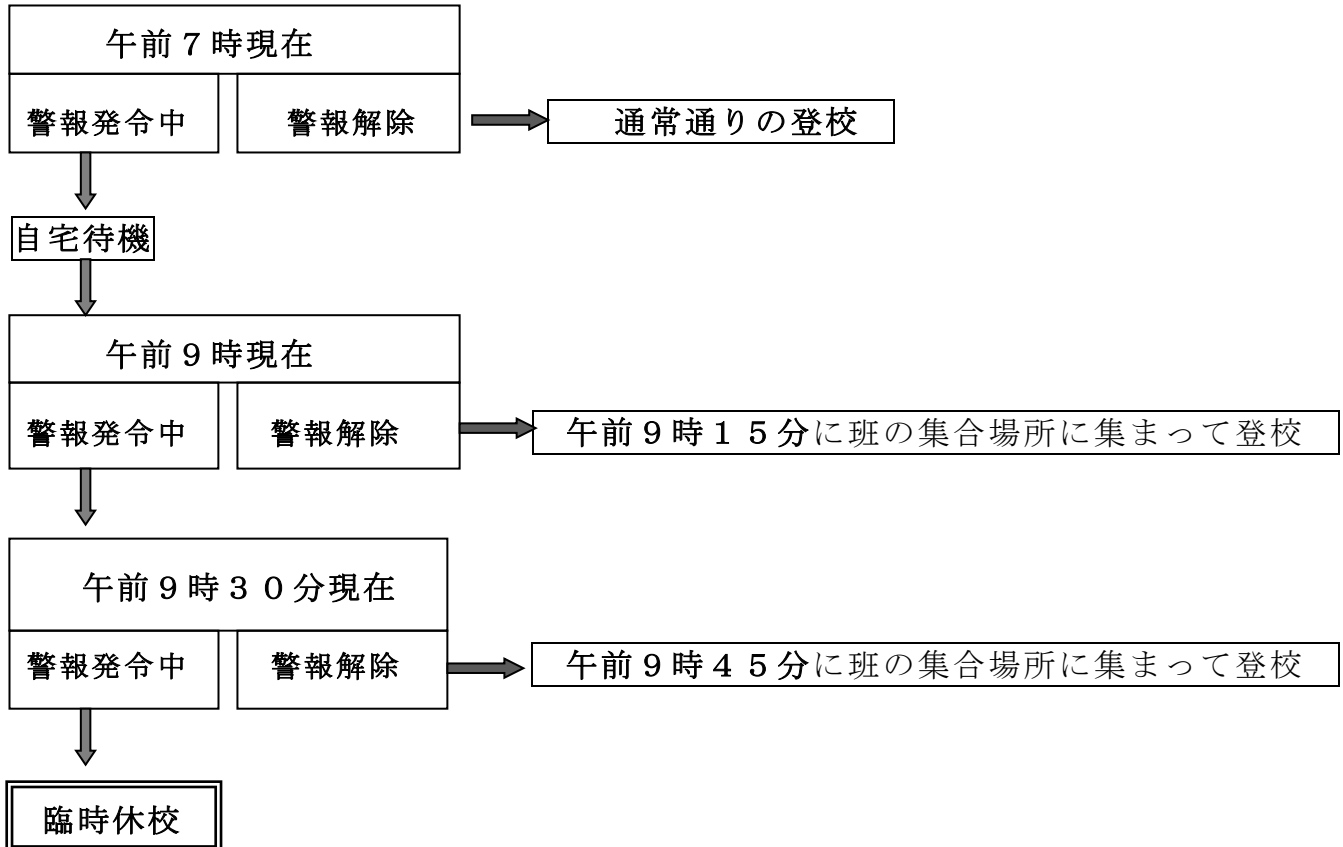 午前７時現在
警報発令中
警報解除
通常通りの登校
自宅待機
午前９時現在
警報発令中
警報解除
午前９時１５分に班の集合場所に集まって登校
午前９時３０分現在
警報発令中
警報解除
午前９時４５分に班の集合場所に集まって登校
臨時休校